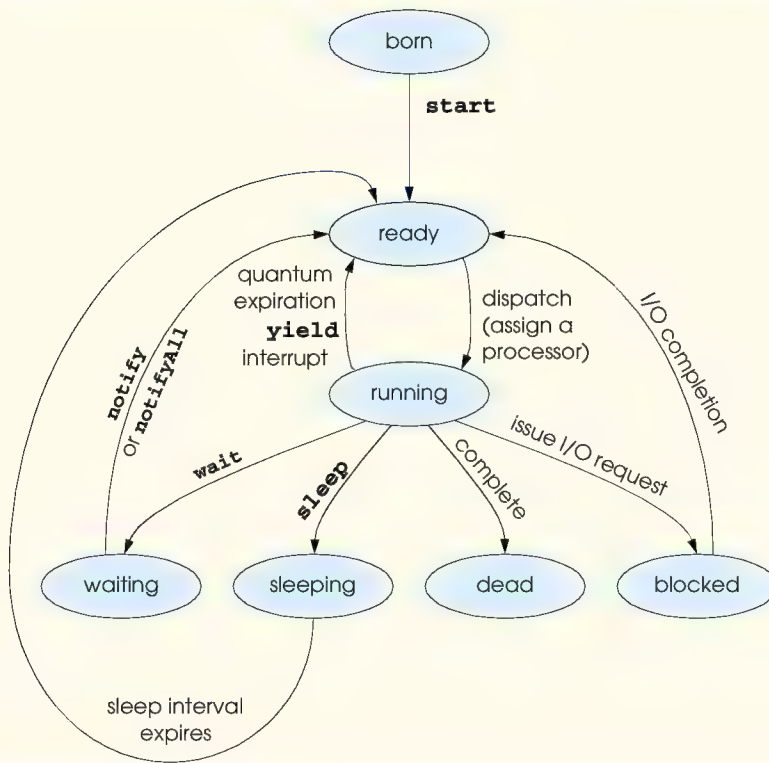 born
start
ready
quantum
expiration
yield
interrupt
dispatch
(assign a
processor)
notify
or notifyAll
I/O completion
running
wait
sleep
complete
issue I/O request
waiting
sleeping
dead
blocked
sleep interval
expires